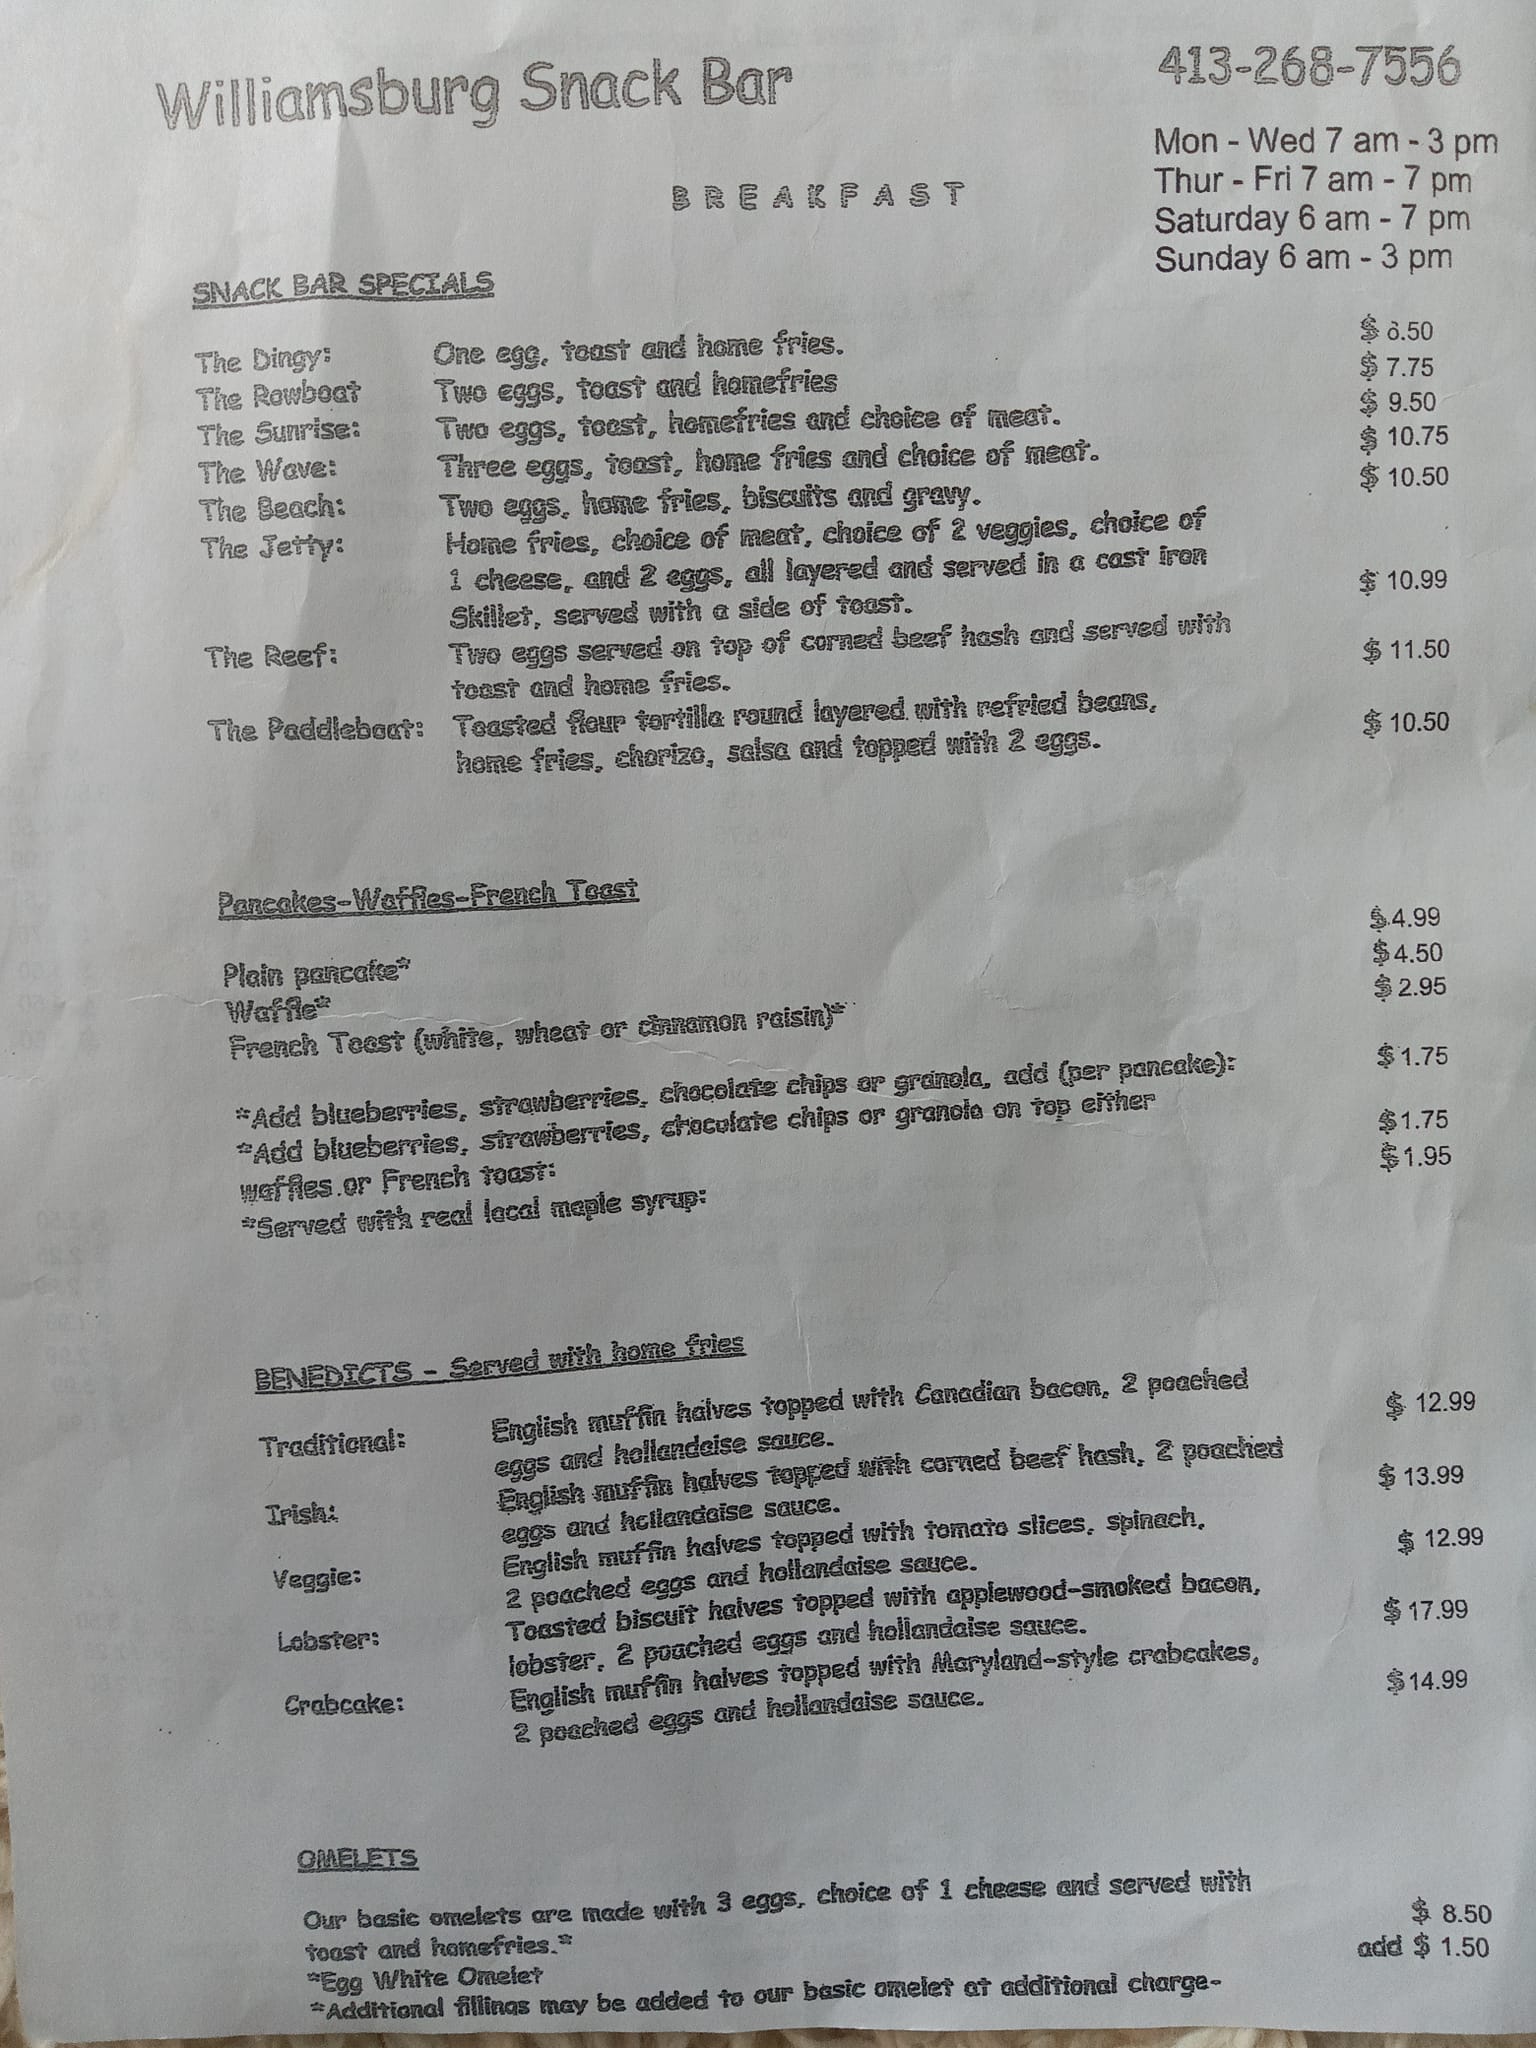 Williamsburg Snack Bar
413-268-7556
Mon - Wed 7 am - 3 pm
Thur - Fri 7 am - 7 pm
Saturday 6 am - 7 pm
Sunday 6 am - 3 pm
BREAKFAST
SNACK BAR SPECIALS
The Dingy: One egg, toast and home fries. $ 6.50
The Rowboat Two eggs, toast and homefries $ 7.75
The Sunrise: Two eggs, toast, homefries and choice of meat. $ 9.50
The Wave: Three eggs, toast, home fries and choice of meat. $ 10.75
The Beach: Two eggs, home fries, biscuits and gravy. $ 10.50
The Jetty: Home fries, choice of meat, choice of 2 veggies, choice of
1 cheese, and 2 eggs, all layered and served in a cast iron
Skillet, served with a side of toast. $ 10.99
The Reef: Two eggs served on top of corned beef hash and served with
toast and home fries. $ 11.50
The Paddleboat: Toasted flour tortilla round layered with refried beans,
home fries, chorizo, salsa and topped with 2 eggs. $ 10.50
Pancakes-Waffles-French Toast
Plain pancake* $4.99
Waffle* $4.50
French Toast (white, wheat or cinnamon raisin)* $2.95
*Add blueberries, strawberries, chocolate chips or granola, add (per pancake): $1.75
*Add blueberries, strawberries, choculate chips or granola on top either
waffles or French toast: $1.75
*Served with real local maple syrup: $1.95
BENEDICTS - Served with home fries
Traditional: English muffin halves topped with Canadian bacon, 2 poached
eggs and hollandaise sauce. $ 12.99
Irish: English muffin halves topped with corned beef hash, 2 poached
eggs and hollandaise sauce. $ 13.99
Veggie: English muffin halves topped with tomato slices, spinach,
2 poached eggs and hollandaise sauce. $ 12.99
Lobster: Toasted biscuit halves topped with applewood-smoked bacon,
lobster, 2 poached eggs and hollandaise sauce. $ 17.99
Crabcake: English muffin halves topped with Maryland-style crabcakes,
2 poached eggs and hollandaise sauce. $14.99
OMELETS
Our basic omelets are made with 3 eggs, choice of 1 cheese and served with
toast and homefries.* $ 8.50
*Egg White Omelet add $ 1.50
*Additional fillings may be added to our basic omelet at additional charge-